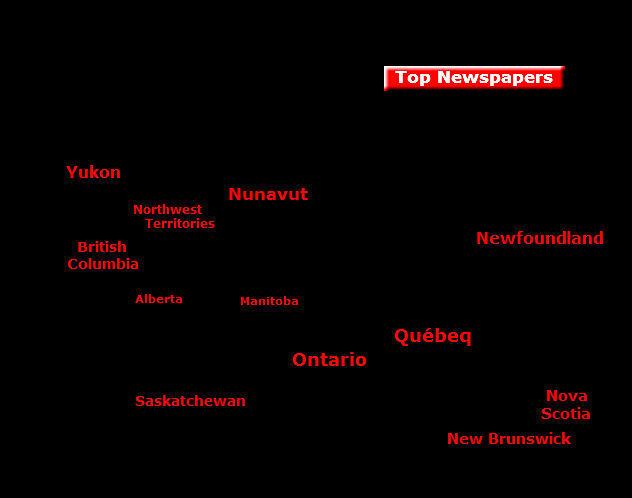 Top Newspapers
Yukon
Nunavut
Northwest
Territories
Newfoundland
British
Columbia
Alberta
Manitoba
Québeq
Ontario
Saskatchewan
Nova
Scotia
New Brunswick